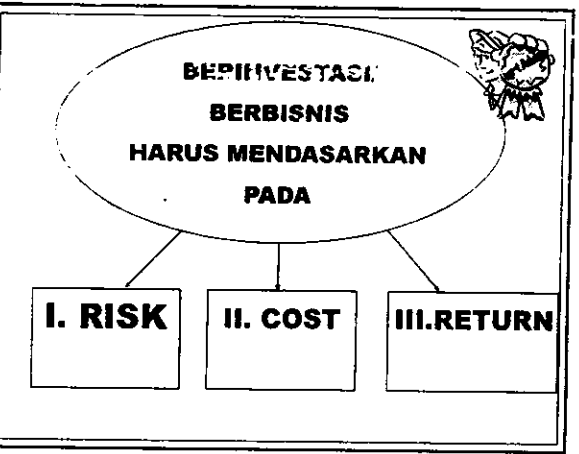 BERINVESTASI/
BERBISNIS
HARUS MENDASARKAN
PADA
I. RISK
II. COST
III.RETURN